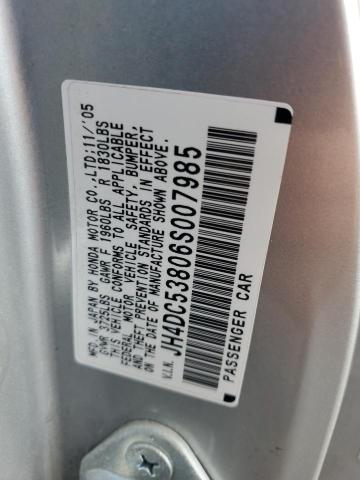 MFD. IN JAPAN BY HONDA MOTOR CO.,LTD;11/'05
GVWR 3725LBS GAWR F 1960LBS R 1830LBS
THIS VEHICLE CONFORMS TO ALL APPLICABLE
FEDERAL MOTOR VEHICLE SAFETY, BUMPER,
AND THEFT PREVENTION STANDARDS IN EFFECT
ON THE DATE OF MANUFACTURE SHOWN ABOVE.
V.I.N. JH4DC53806S007985
PASSENGER CAR